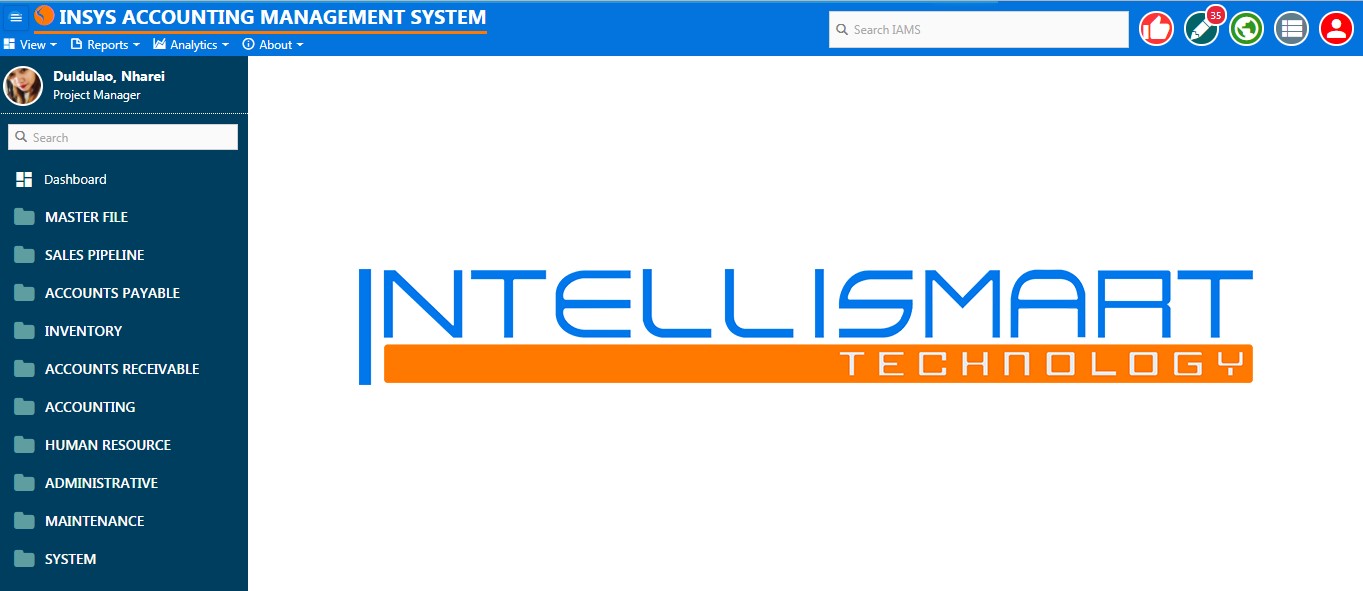 INSYS ACCOUNTING MANAGEMENT SYSTEM
View Reports Analytics About
Search IAMS
35
Duldulao, Nharei
Project Manager
Search
Dashboard
MASTER FILE
SALES PIPELINE
ACCOUNTS PAYABLE
INVENTORY
ACCOUNTS RECEIVABLE
ACCOUNTING
HUMAN RESOURCE
ADMINISTRATIVE
MAINTENANCE
SYSTEM
INTELLISMART
TECHNOLOGY